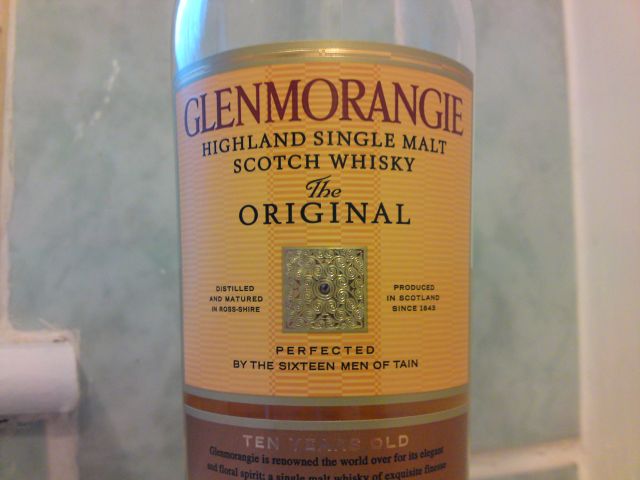 GLENMORANGIE
HIGHLAND SINGLE MALT
SCOTCH WHISKY
The
ORIGINAL
DISTILLED
AND MATURED
IN ROSS-SHIRE
PRODUCED
IN SCOTLAND
SINCE 1843
PERFECTED
BY THE SIXTEEN MEN OF TAIN
TEN YEARS OLD
Glenmorangie is renowned the world over for its elegant
and floral spirit; a single malt whisky of exquisite finesse